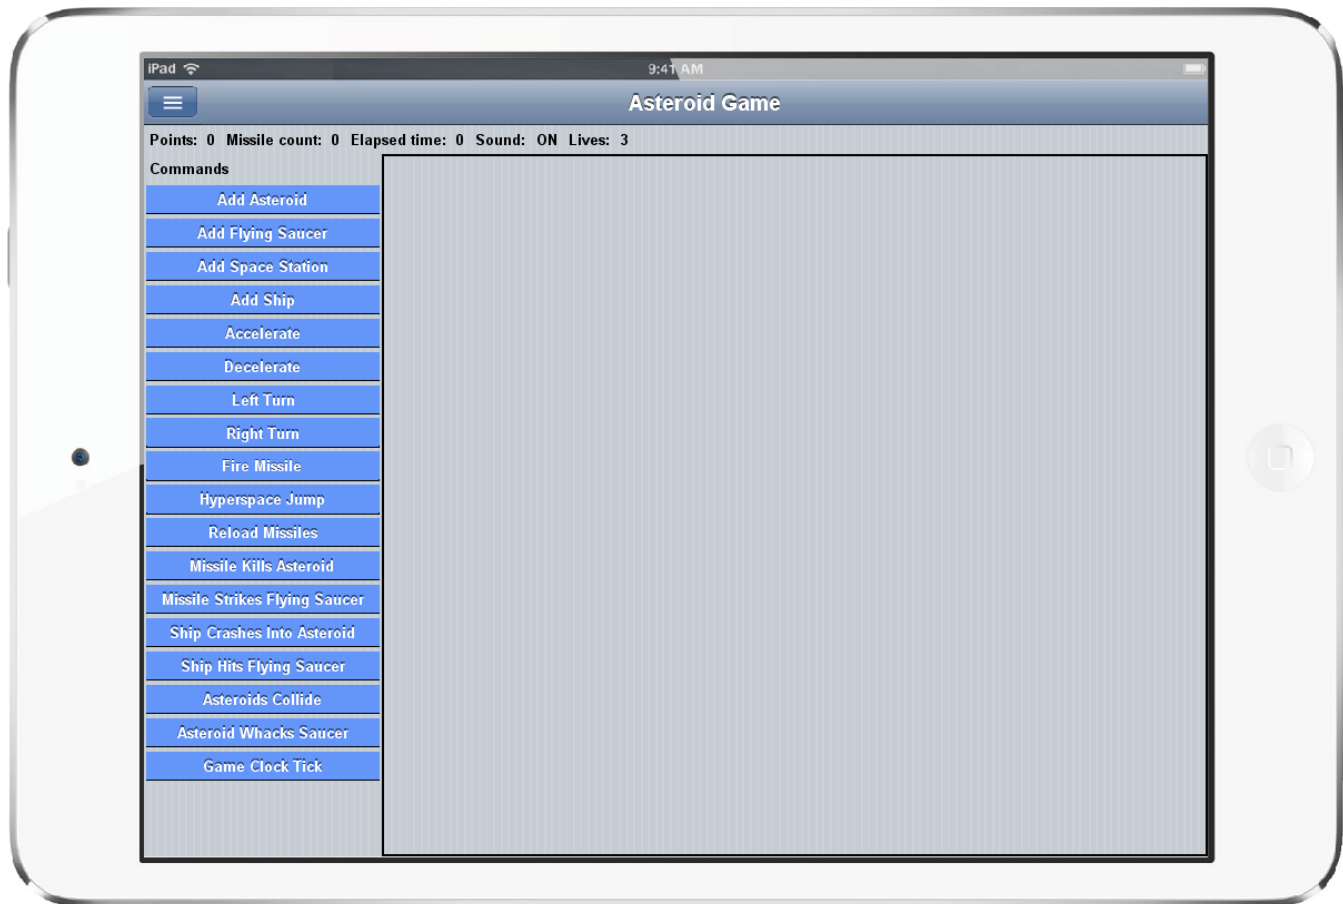 iPad 9:41 AM
Asteroid Game
Points: 0 Missile count: 0 Elapsed time: 0 Sound: ON Lives: 3
Commands
Add Asteroid
Add Flying Saucer
Add Space Station
Add Ship
Accelerate
Decelerate
Left Turn
Right Turn
Fire Missile
Hyperspace Jump
Reload Missiles
Missile Kills Asteroid
Missile Strikes Flying Saucer
Ship Crashes Into Asteroid
Ship Hits Flying Saucer
Asteroids Collide
Asteroid Whacks Saucer
Game Clock Tick